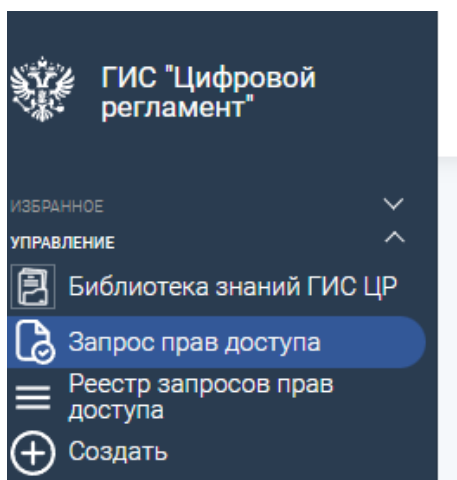 ГИС "Цифровой
регламент"
ИЗБРАННОЕ
УПРАВЛЕНИЕ
Библиотека знаний ГИС ЦР
Запрос прав доступа
Реестр запросов прав
доступа
Создать